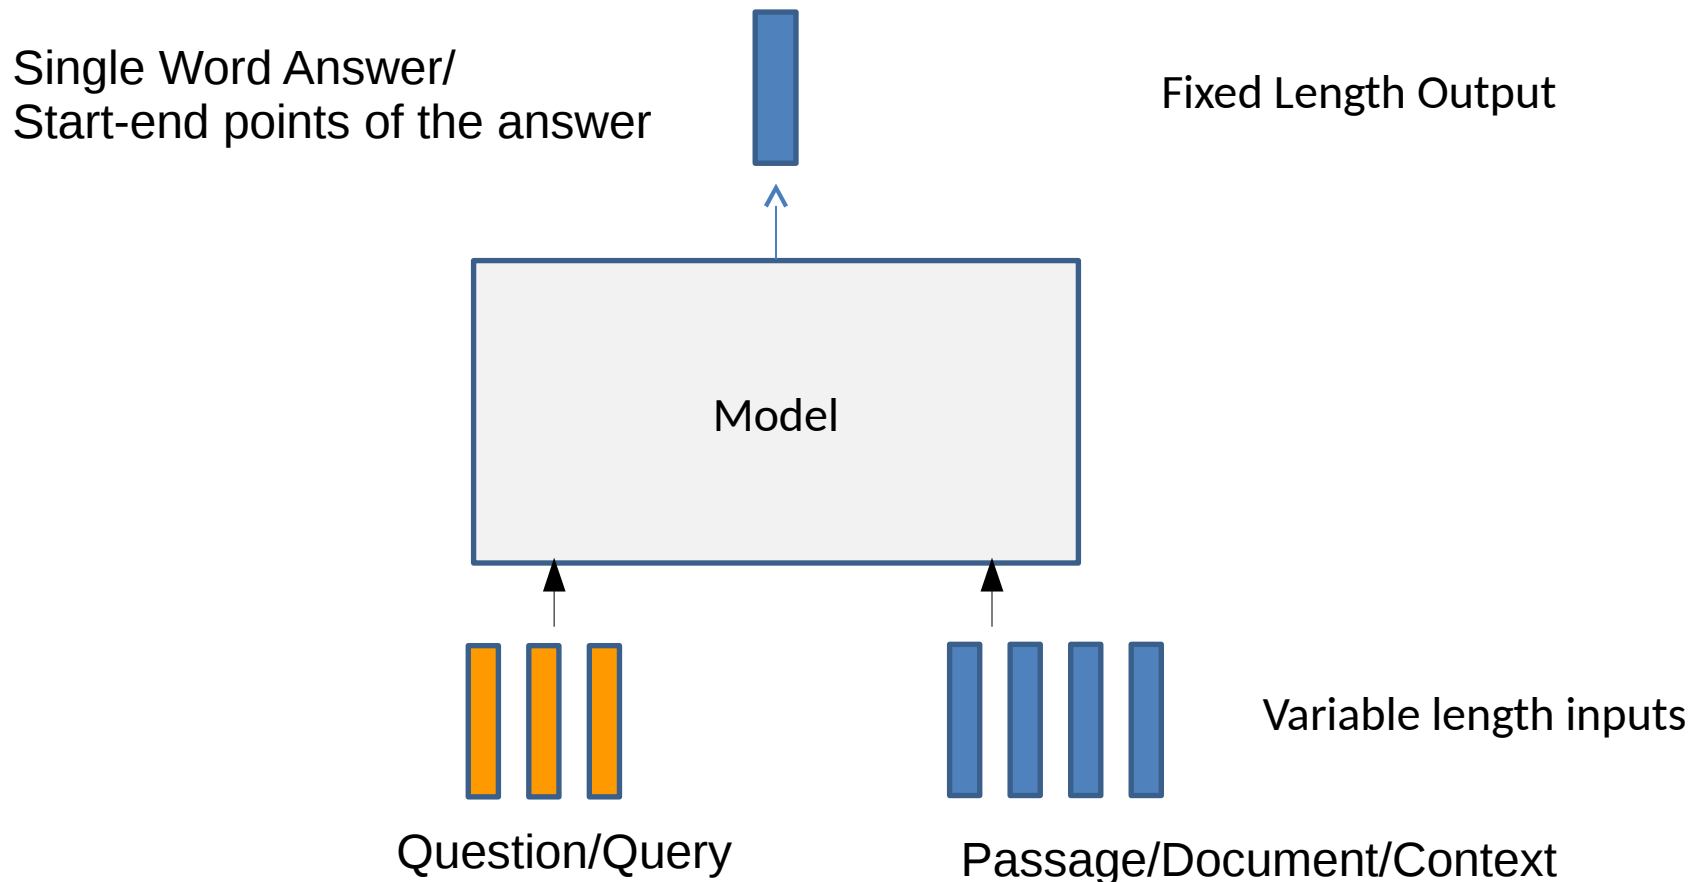 Single Word Answer/
Start-end points of the answer
Fixed Length Output
Model
Variable length inputs
Question/Query
Passage/Document/Context